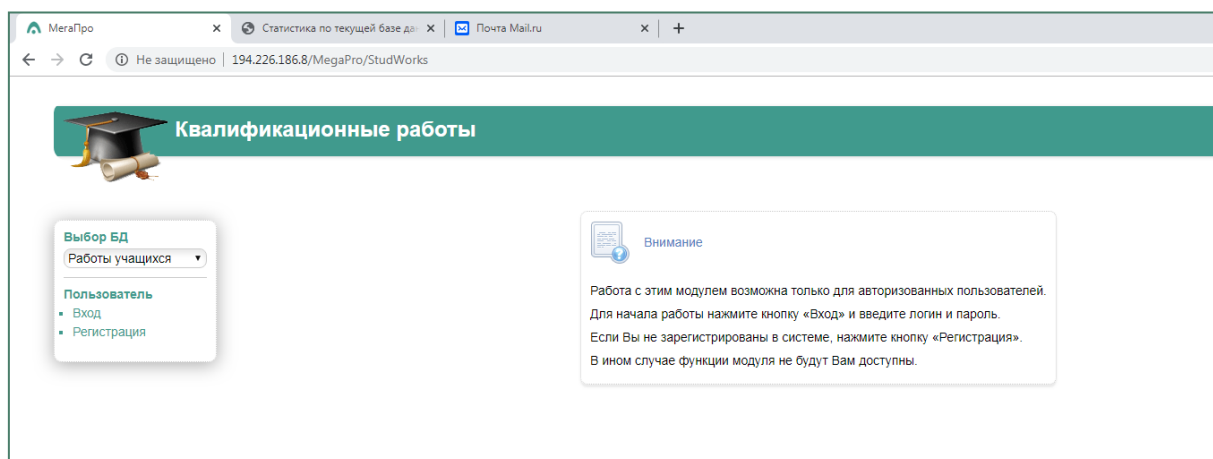 МегаПро
Статистика по текущей базе да
Почта Mail.ru
Не защищено | 194.226.186.8/MegaPro/StudWorks
Квалификационные работы
Выбор БД
Работы учащихся
Пользователь
Вход
Регистрация
Внимание
Работа с этим модулем возможна только для авторизованных пользователей.
Для начала работы нажмите кнопку «Вход» и введите логин и пароль.
Если Вы не зарегистрированы в системе, нажмите кнопку «Регистрация».
В ином случае функции модуля не будут Вам доступны.